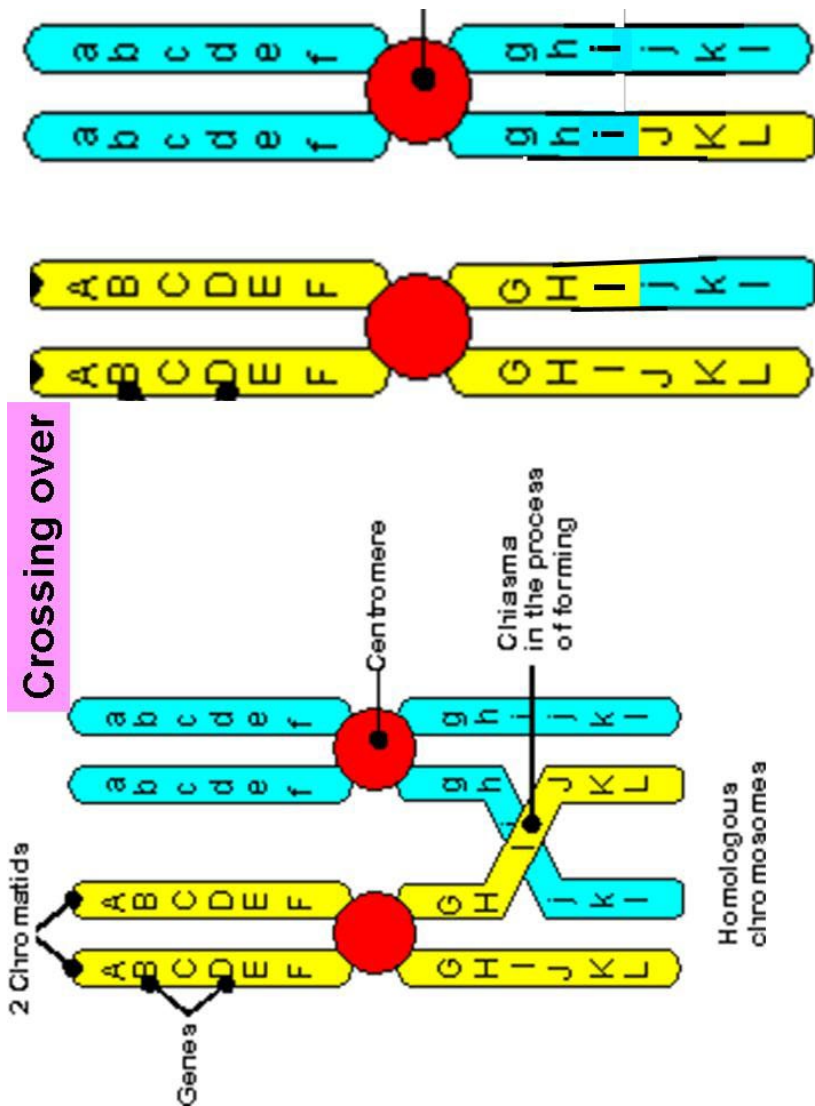 Crossing over
2 Chromatids
Genes
A A a a
B B b b
C C c c
D D d d
E E e e
F F f f
Centromere
G G g g
H H h h
I I i i
J j J j
K k K k
L l L l
Chiasma
in the process
of forming
Homologous
chromosomes
A A a a
B B b b
C C c c
D D d d
E E e e
F F f f
G G g g
H H h h
I I i i
J j J j
K k K k
L l L l